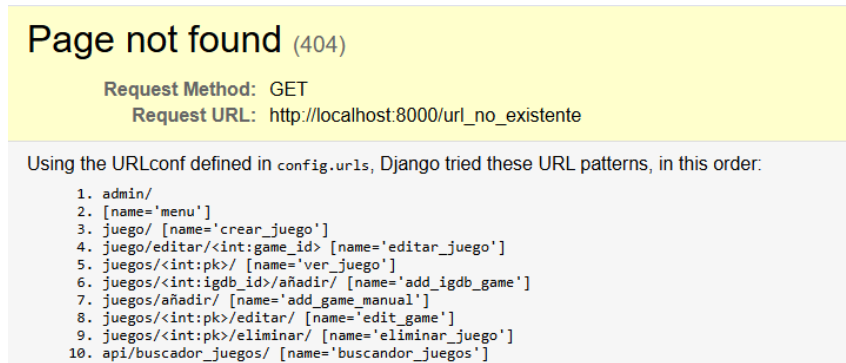 Page not found (404)
Request Method: GET
Request URL: http://localhost:8000/url_no_existente
Using the URLconf defined in config.urls, Django tried these URL patterns, in this order:
1. admin/
2. [name='menu']
3. juego/ [name='crear_juego']
4. juego/editar/<int:game_id> [name='editar_juego']
5. juegos/<int:pk>/ [name='ver_juego']
6. juegos/<int:igdb_id>/añadir/ [name='add_igdb_game']
7. juegos/añadir/ [name='add_game_manual']
8. juegos/<int:pk>/editar/ [name='edit_game']
9. juegos/<int:pk>/eliminar/ [name='eliminar_juego']
10. api/buscador_juegos/ [name='buscandor_juegos']